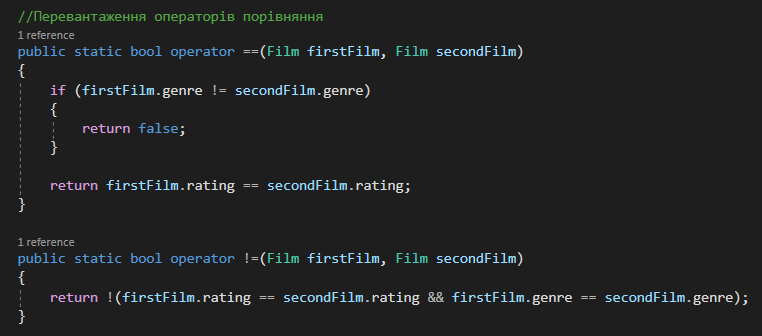 //Перевантаження операторів порівняння
1 reference
public static bool operator ==(Film firstFilm, Film secondFilm)
{
if (firstFilm.genre != secondFilm.genre)
{
return false;
}
return firstFilm.rating == secondFilm.rating;
}
1 reference
public static bool operator !=(Film firstFilm, Film secondFilm)
{
return !(firstFilm.rating == secondFilm.rating && firstFilm.genre == secondFilm.genre);
}